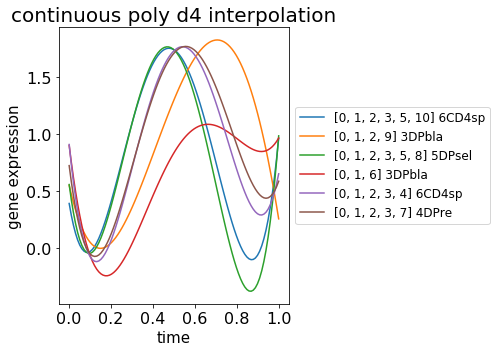 continuous poly d4 interpolation
gene expression
1.5
1.0
0.5
0.0
0.0 0.2 0.4 0.6 0.8 1.0
time
[0, 1, 2, 3, 5, 10] 6CD4sp
[0, 1, 2, 9] 3DPbla
[0, 1, 2, 3, 5, 8] 5DPsel
[0, 1, 6] 3DPbla
[0, 1, 2, 3, 4] 6CD4sp
[0, 1, 2, 3, 7] 4DPre